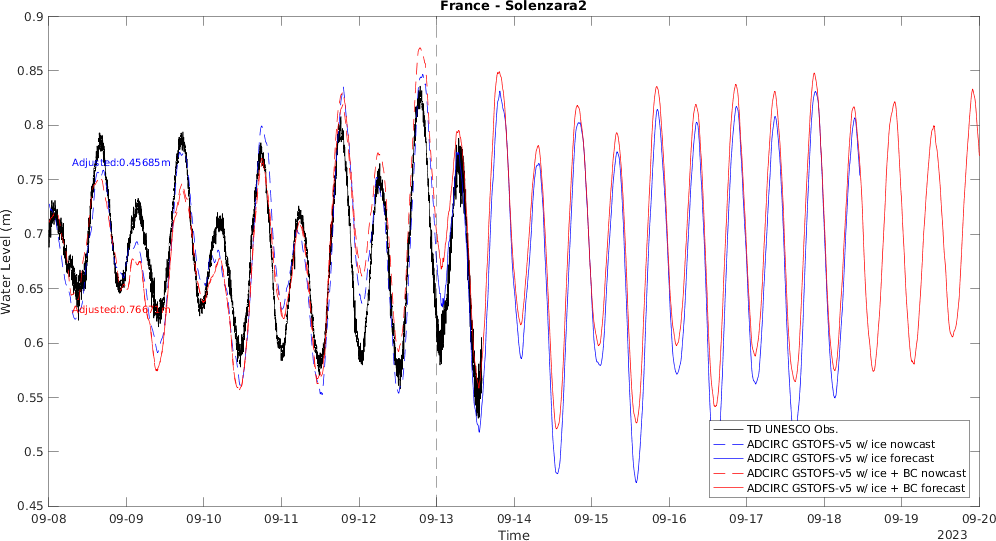 France - Solenzara2
0.9
0.85
0.8
0.75
0.7
0.65
0.6
0.55
0.5
0.45
Water Level (m)
Adjusted:0.45685m
TD UNESCO Obs.
ADCIRC GSTOFS-v5 w/ ice nowcast
ADCIRC GSTOFS-v5 w/ ice forecast
ADCIRC GSTOFS-v5 w/ ice + BC nowcast
ADCIRC GSTOFS-v5 w/ ice + BC forecast
09-08 09-09 09-10 09-11 09-12 09-13 09-14 09-15 09-16 09-17 09-18 09-19 09-20
Time
2023